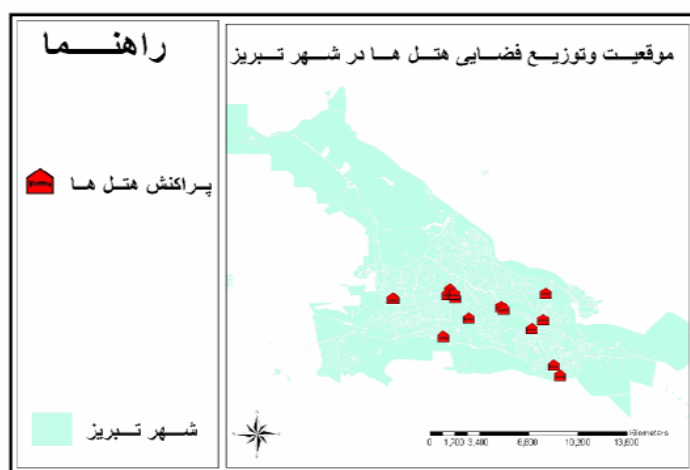 راهنما
موقعیت وتوزیع فضایی هتل ها در شهر تبریز
پراکنش هتل ها
شهر تبریز
Kilometers
0 1,700 3,400 6,800 10,200 13,600